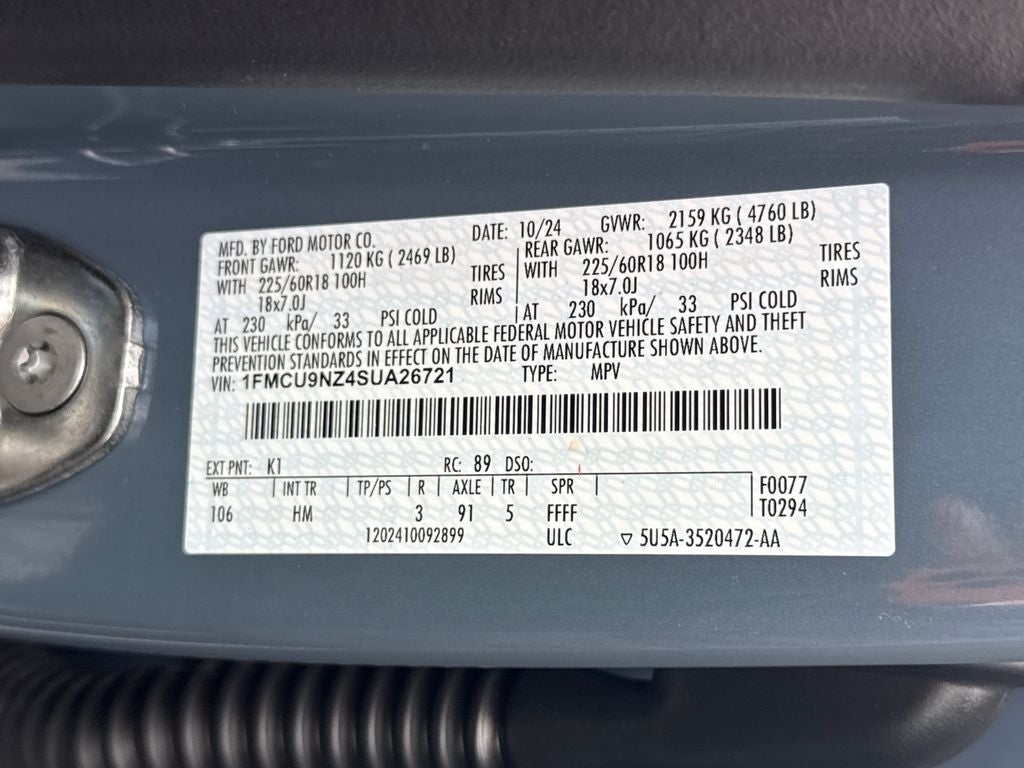 MFD. BY FORD MOTOR CO. DATE: 10/24 GVWR: 2159 KG ( 4760 LB)
FRONT GAWR: 1120 KG ( 2469 LB) REAR GAWR: 1065 KG ( 2348 LB)
WITH 225/60R18 100H TIRES WITH 225/60R18 100H TIRES
18x7.0J RIMS 18x7.0J RIMS
AT 230 kPa/ 33 PSI COLD AT 230 kPa/ 33 PSI COLD
THIS VEHICLE CONFORMS TO ALL APPLICABLE FEDERAL MOTOR VEHICLE SAFETY AND THEFT
PREVENTION STANDARDS IN EFFECT ON THE DATE OF MANUFACTURE SHOWN ABOVE.
VIN: 1FMCU9NZ4SUA26721 TYPE: MPV
EXT PNT: K1 RC: 89 DSO:
WB INT TR TP/PS R AXLE TR SPR F0077
106 HM 3 91 5 FFFF T0294
1202410092899 ULC ▽ 5U5A-3520472-AA